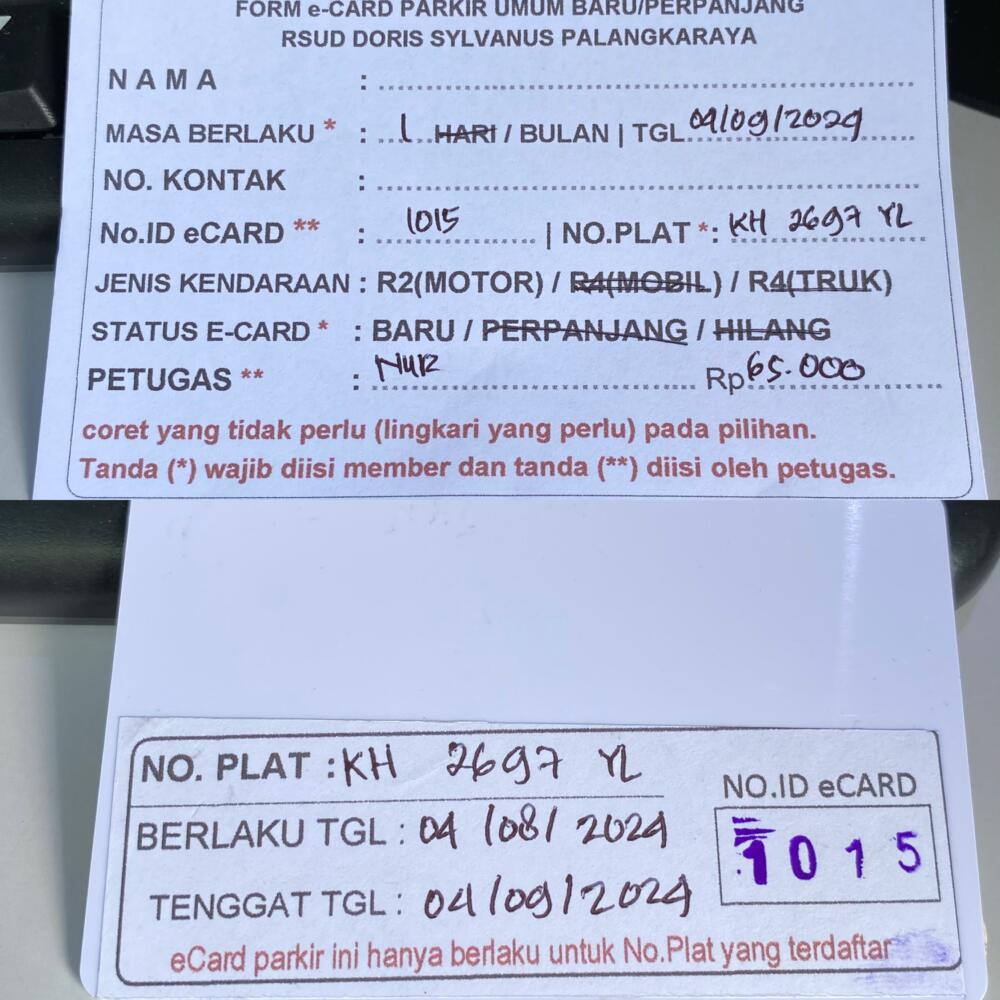 FORM e-CARD PARKIR UMUM BARU/PERPANJANG
RSUD DORIS SYLVANUS PALANGKARAYA
NAMA :
MASA BERLAKU * : 1 HARI / BULAN | TGL 04/09/2024
NO. KONTAK :
No.ID eCARD ** : 1015 | NO.PLAT *: KH 2697 YL
JENIS KENDARAAN : R2(MOTOR) / R4(MOBIL) / R4(TRUK)
STATUS E-CARD * : BARU / PERPANJANG / HILANG
PETUGAS ** : NUR Rp 65.000
coret yang tidak perlu (lingkari yang perlu) pada pilihan.
Tanda (*) wajib diisi member dan tanda (**) diisi oleh petugas.
NO. PLAT : KH 2697 YL
NO.ID eCARD
BERLAKU TGL : 04/08/2024
1015
TENGGAT TGL : 04/09/2024
eCard parkir ini hanya berlaku untuk No.Plat yang terdaftar